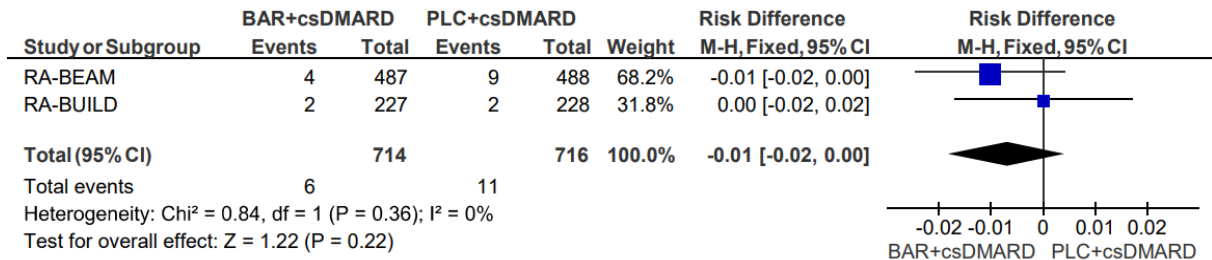 BAR+csDMARD PLC+csDMARD Risk Difference Risk Difference
Study or Subgroup Events Total Events Total Weight M-H, Fixed, 95% CI M-H, Fixed, 95% CI
RA-BEAM 4 487 9 488 68.2% -0.01 [-0.02, 0.00]
RA-BUILD 2 227 2 228 31.8% 0.00 [-0.02, 0.02]
Total (95% CI) 714 716 100.0% -0.01 [-0.02, 0.00]
Total events 6 11
Heterogeneity: Chi² = 0.84, df = 1 (P = 0.36); I² = 0%
Test for overall effect: Z = 1.22 (P = 0.22)
-0.02 -0.01 0 0.01 0.02
BAR+csDMARD PLC+csDMARD